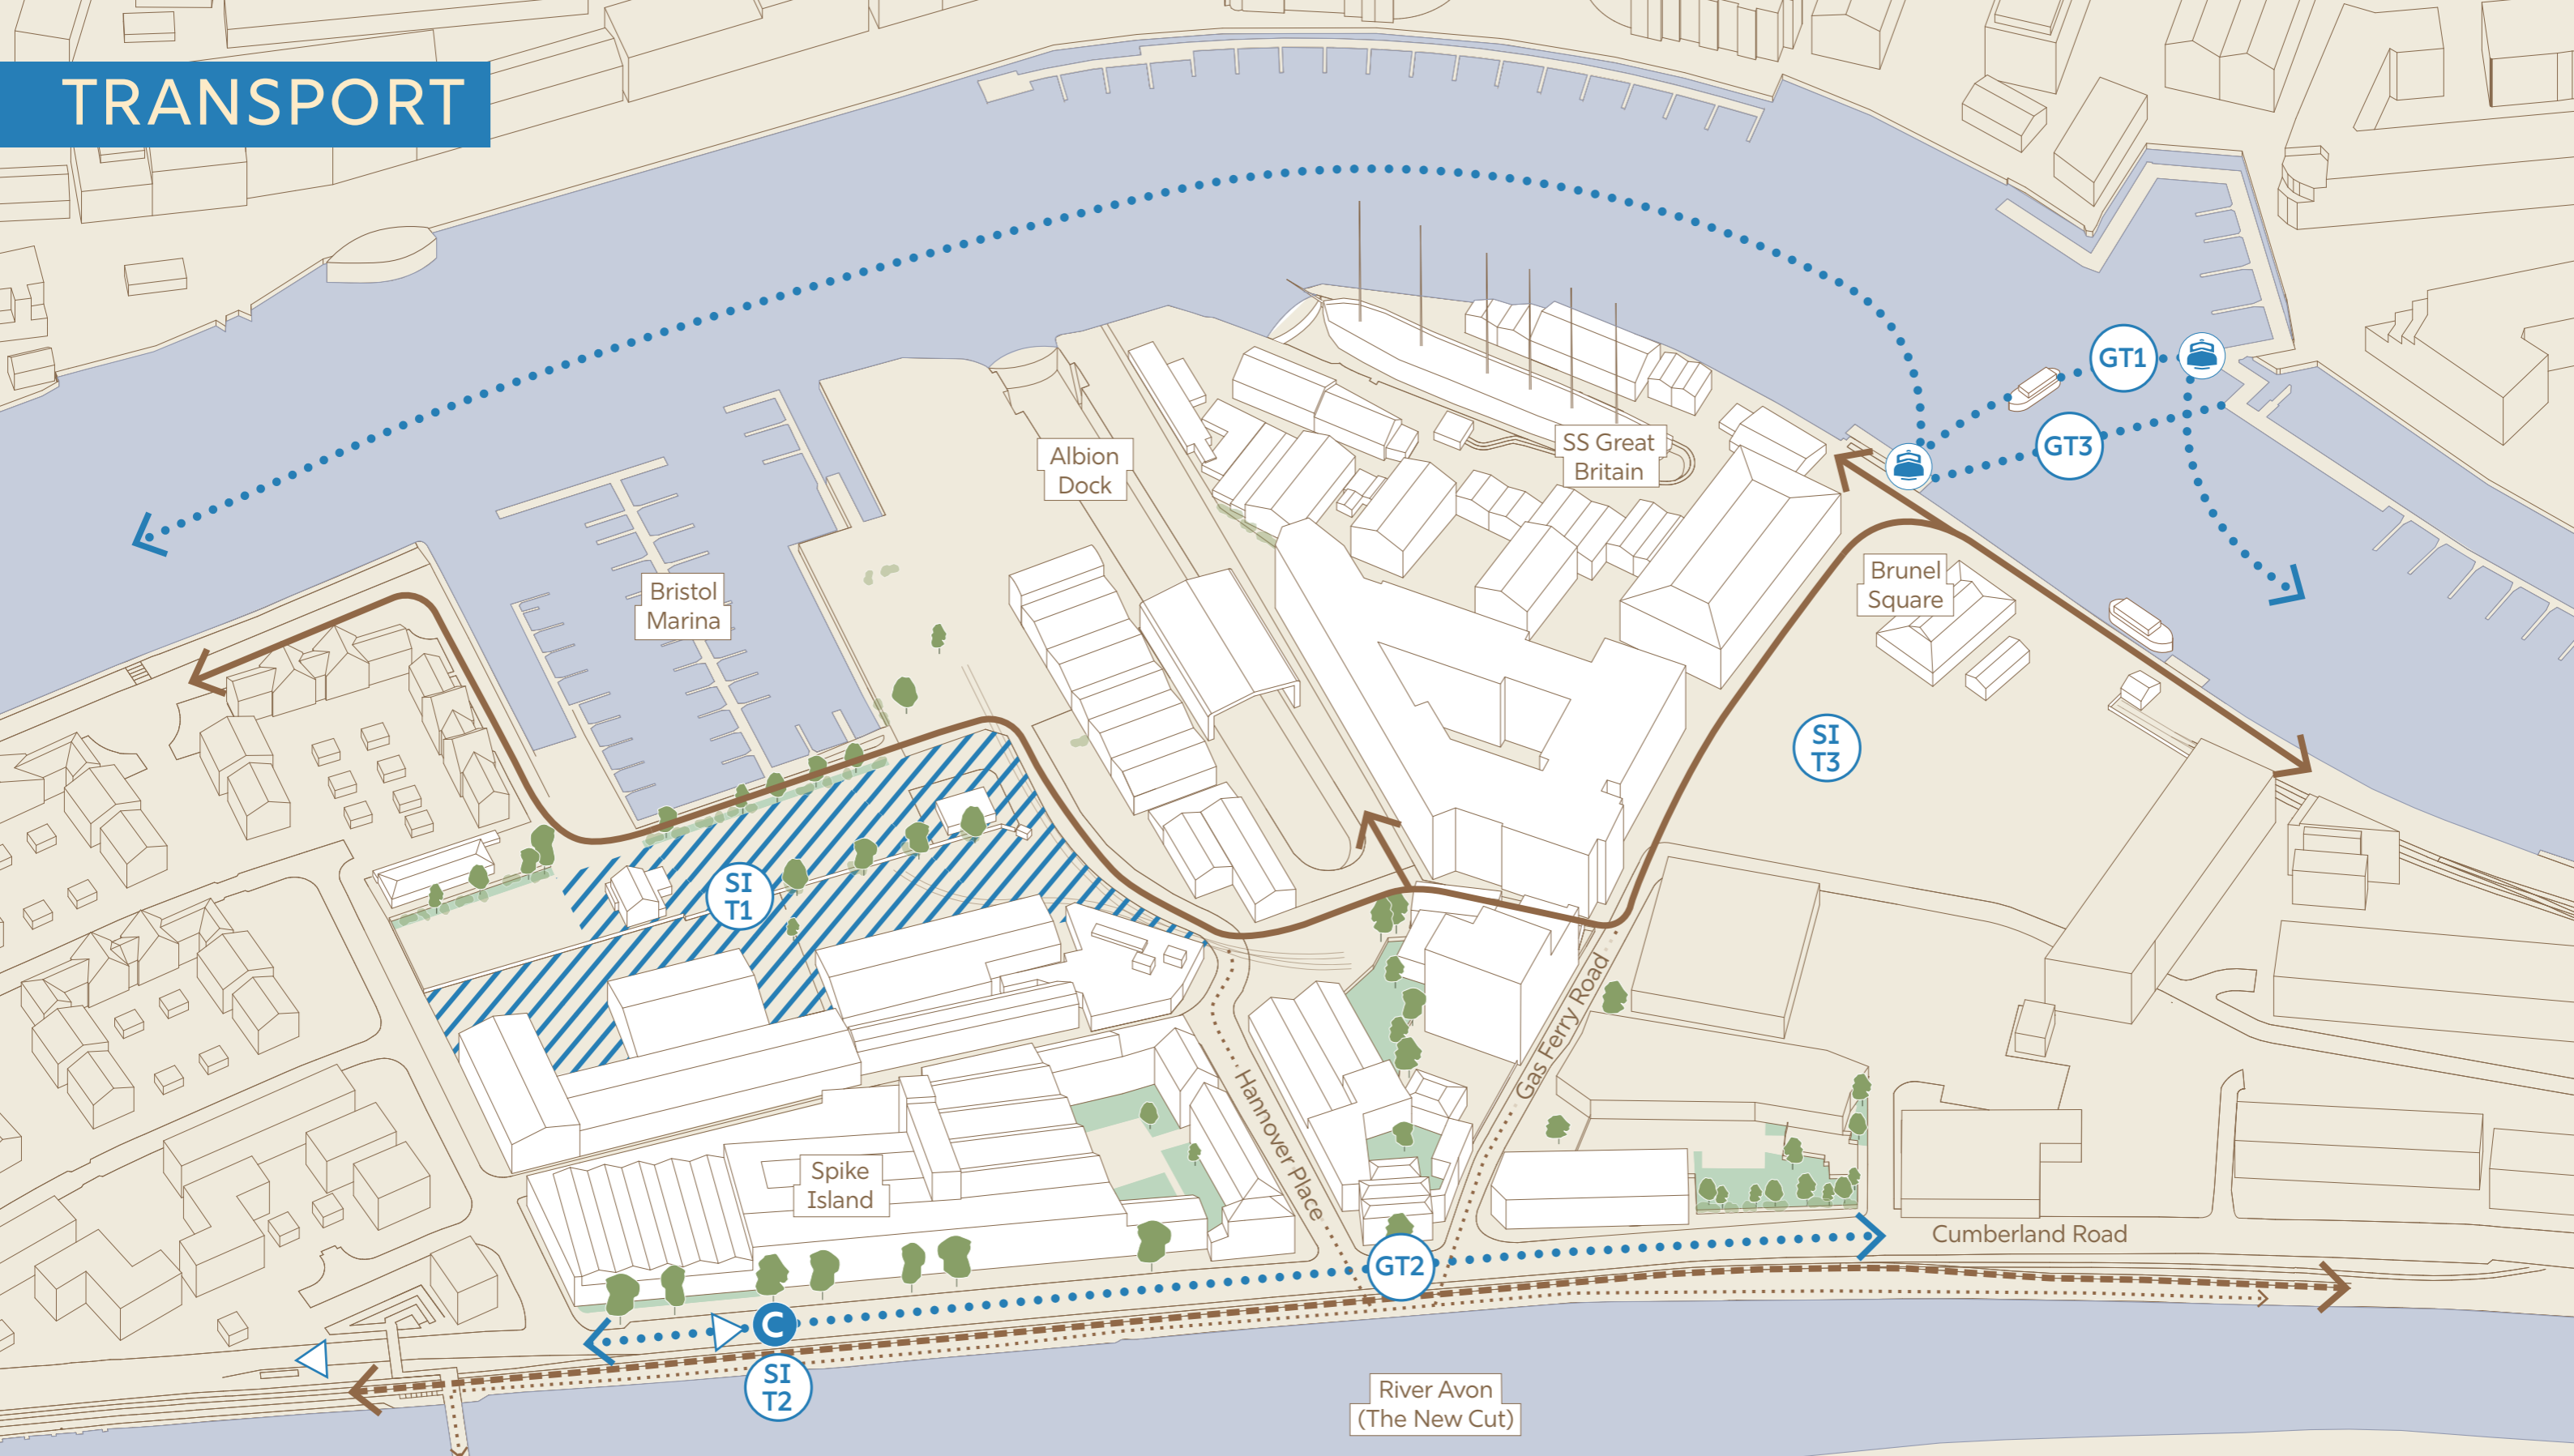 TRANSPORT
GT1
GT3
Albion
Dock
SS Great
Britain
Bristol
Marina
Brunel
Square
SI
T3
SI
T1
Gas Ferry Road
Hannover Place
Spike
Island
Cumberland Road
GT2
C
SI
T2
River Avon
(The New Cut)